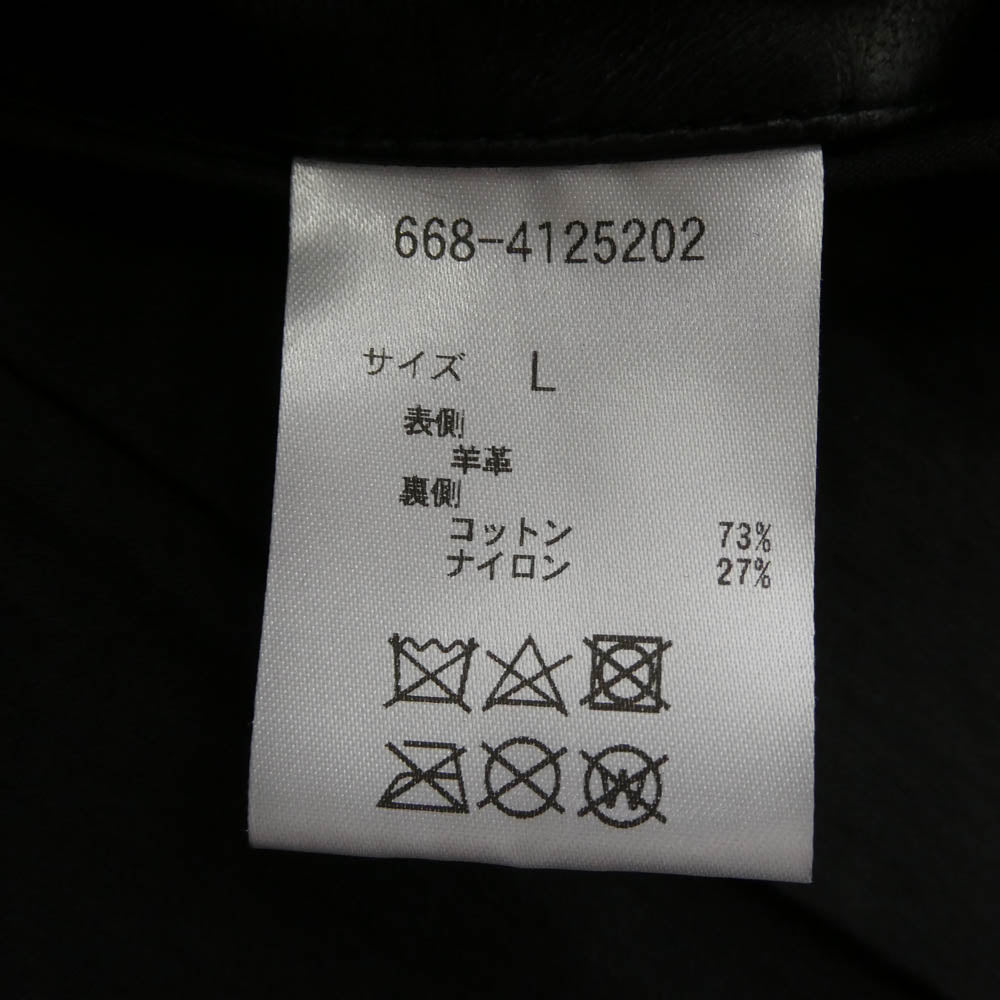 668-4125202
サイズ L
表側
羊革
裏側
コットン 73%
ナイロン 27%
W